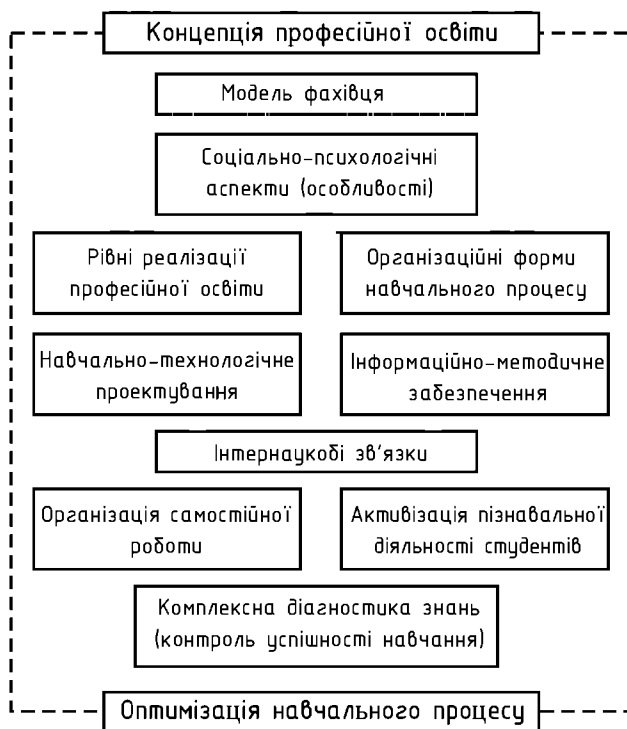 Концепція професійної освіти
Модель фахівця
Соціально-психологічні
аспекти (особливості)
Рівні реалізації
професійної освіти
Організаційні форми
навчального процесу
Навчально-технологічне
проектування
Інформаційно-методичне
забезпечення
Інтернаукобі зв'язки
Організація самостійної
роботи
Активізація пізнавальної
діяльності студентів
Комплексна діагностика знань
(контроль успішності навчання)
Оптимізація навчального процесу